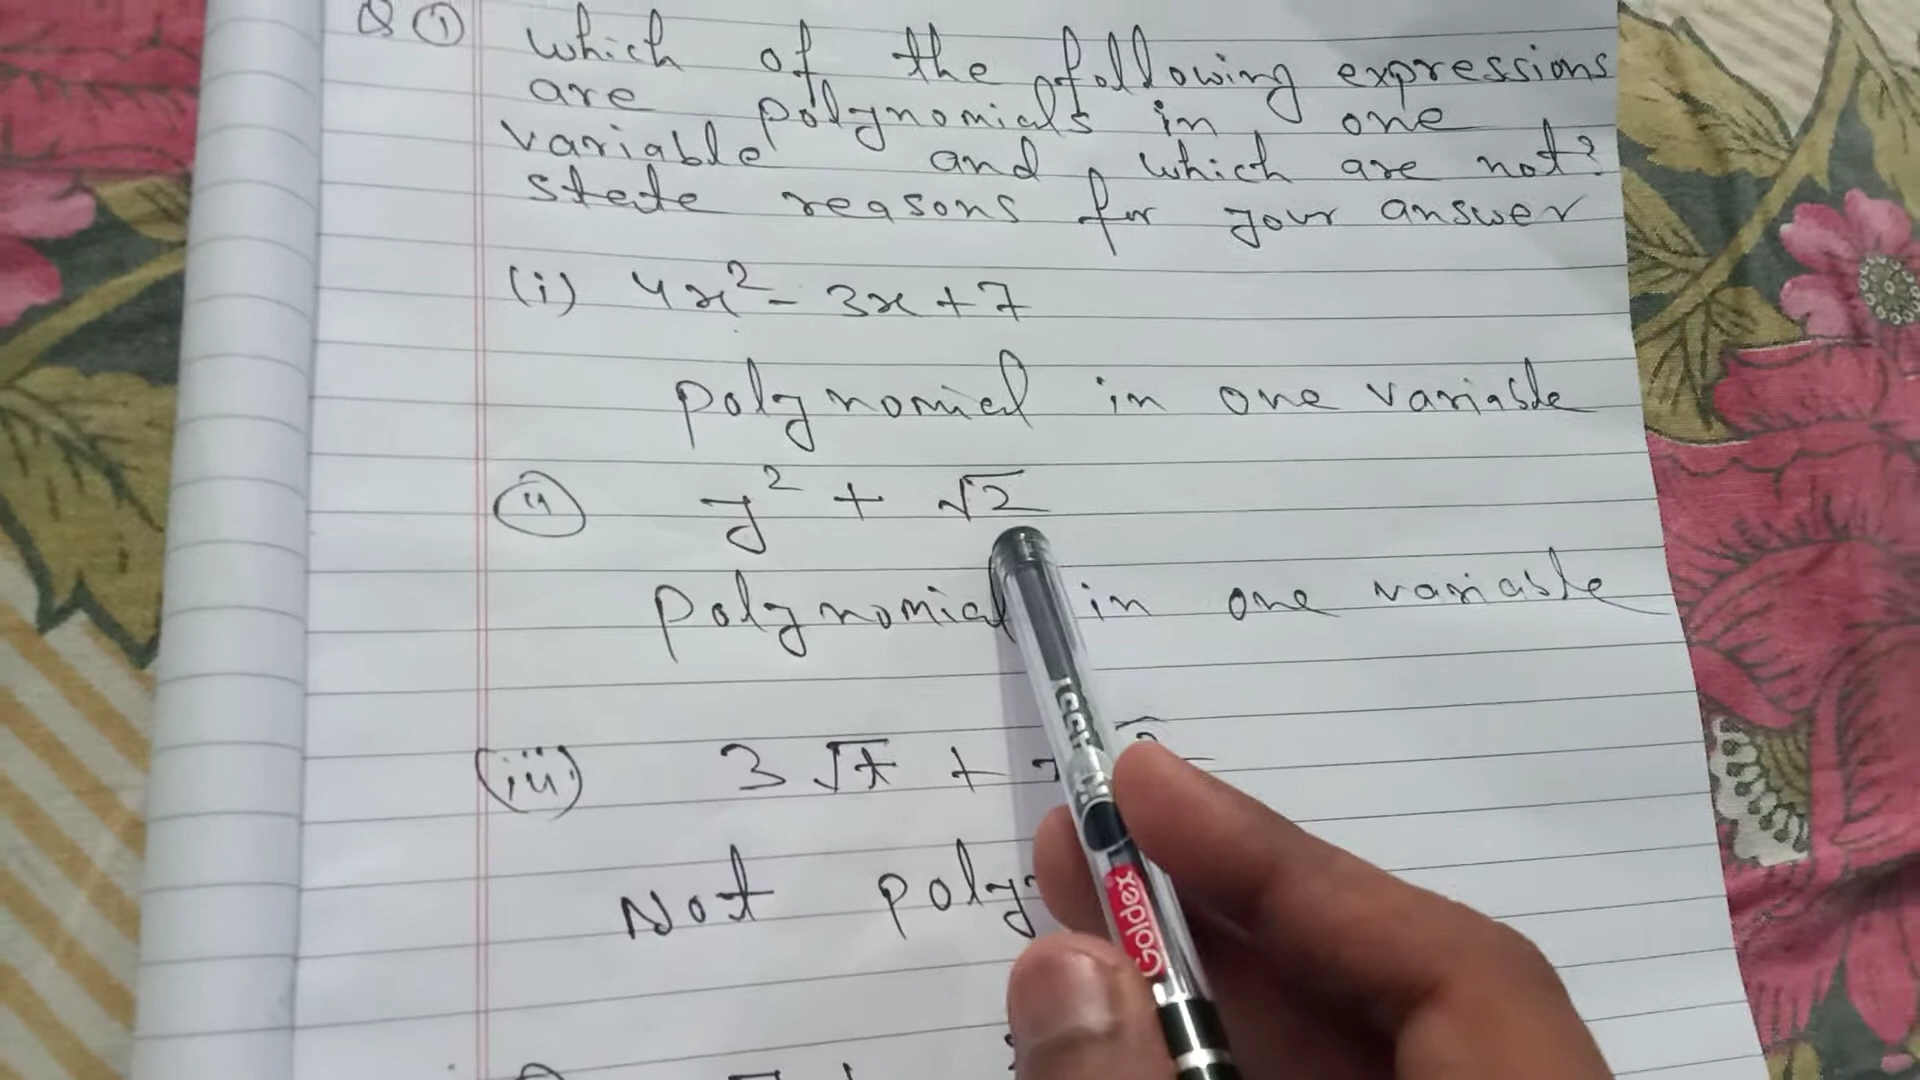 Q ① which of the following expressions
are polynomials in one
variable and which are not?
state reasons for your answer
(i) 4x² - 3x + 7
polynomial in one variable
(ii) y² + √2
polynomial in one variable
(iii) 3 √t +
Not poly
Goldex